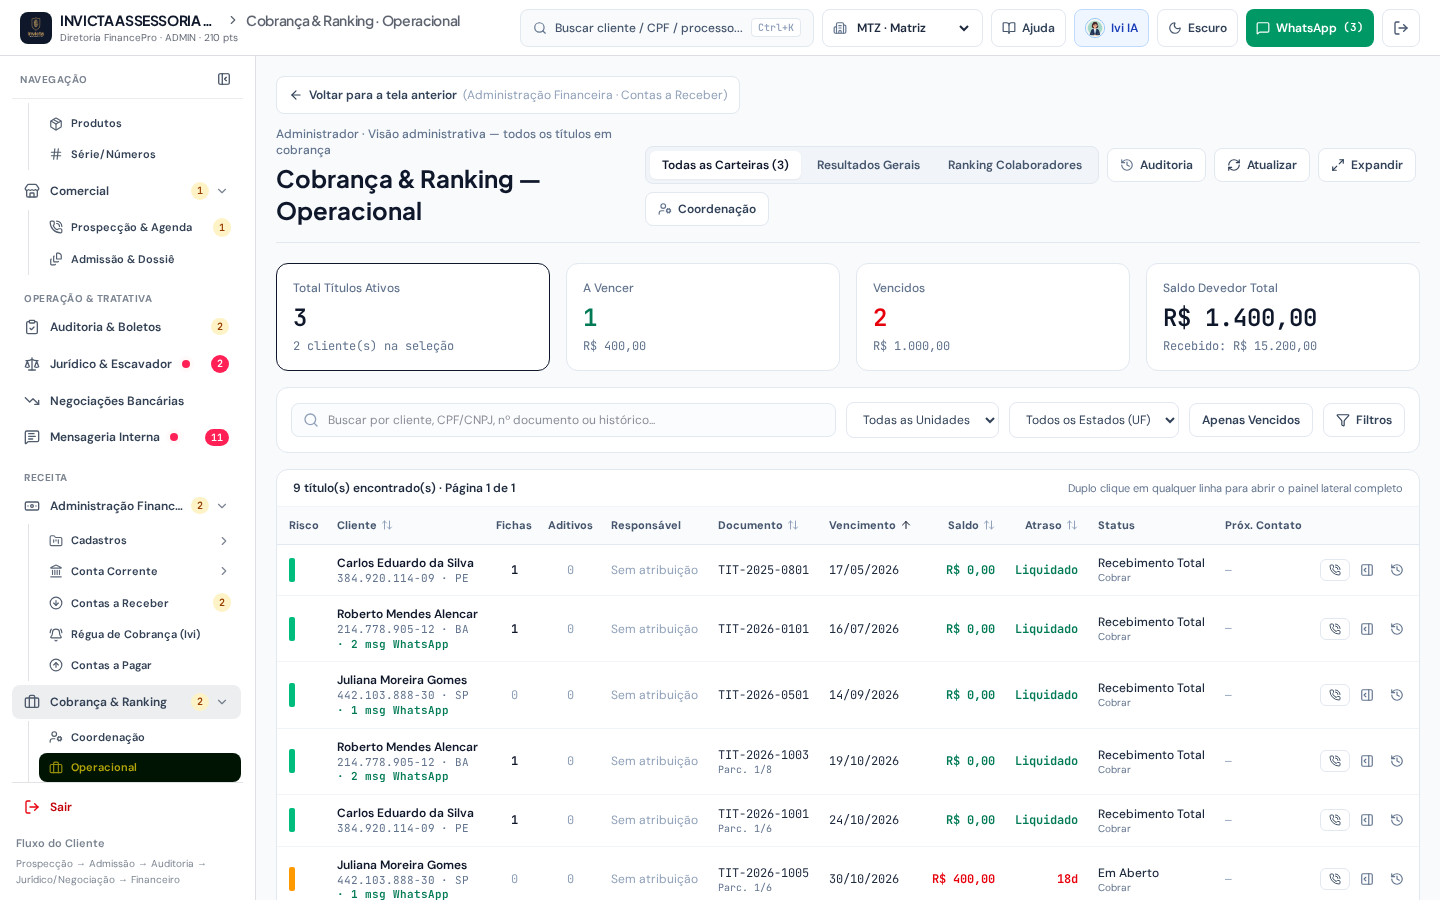 INVICTA ASSESSORIA ...
Diretoria FinancePro · ADMIN · 210 pts
Cobrança & Ranking · Operacional
Buscar cliente / CPF / processo... Ctrl+K
MTZ · Matriz
Ajuda
Ivi IA
Escuro
WhatsApp (3)
NAVEGAÇÃO
Produtos
Série/Números
Comercial 1
Prospecção & Agenda 1
Admissão & Dossiê
OPERAÇÃO & TRATATIVA
Auditoria & Boletos 2
Jurídico & Escavador 2
Negociações Bancárias
Mensageria Interna 11
RECEITA
Administração Financ... 2
Cadastros
Conta Corrente
Contas a Receber 2
Régua de Cobrança (Ivi)
Contas a Pagar
Cobrança & Ranking 2
Coordenação
Operacional
Sair
Fluxo do Cliente
Prospecção → Admissão → Auditoria →
Jurídico/Negociação → Financeiro
Voltar para a tela anterior (Administração Financeira · Contas a Receber)
Administrador · Visão administrativa — todos os títulos em
cobrança
Cobrança & Ranking —
Operacional
Todas as Carteiras (3) Resultados Gerais Ranking Colaboradores
Auditoria
Atualizar
Expandir
Coordenação
Total Títulos Ativos
3
2 cliente(s) na seleção
A Vencer
1
R$ 400,00
Vencidos
2
R$ 1.000,00
Saldo Devedor Total
R$ 1.400,00
Recebido: R$ 15.200,00
Buscar por cliente, CPF/CNPJ, nº documento ou histórico...
Todas as Unidades
Todos os Estados (UF)
Apenas Vencidos
Filtros
9 título(s) encontrado(s) · Página 1 de 1
Duplo clique em qualquer linha para abrir o painel lateral completo
Risco Cliente Fichas Aditivos Responsável Documento Vencimento Saldo Atraso Status Próx. Contato
Carlos Eduardo da Silva 1 0 Sem atribuição TIT-2025-0801 17/05/2026 R$ 0,00 Liquidado Recebimento Total —
384.920.114-09 · PE Cobrar
Roberto Mendes Alencar 1 0 Sem atribuição TIT-2026-0101 16/07/2026 R$ 0,00 Liquidado Recebimento Total —
214.778.905-12 · BA Cobrar
· 2 msg WhatsApp
Juliana Moreira Gomes 0 0 Sem atribuição TIT-2026-0501 14/09/2026 R$ 0,00 Liquidado Recebimento Total —
442.103.888-30 · SP Cobrar
· 1 msg WhatsApp
Roberto Mendes Alencar 1 0 Sem atribuição TIT-2026-1003 19/10/2026 R$ 0,00 Liquidado Recebimento Total —
214.778.905-12 · BA Parc. 1/8 Cobrar
· 2 msg WhatsApp
Carlos Eduardo da Silva 1 0 Sem atribuição TIT-2026-1001 24/10/2026 R$ 0,00 Liquidado Recebimento Total —
384.920.114-09 · PE Parc. 1/6 Cobrar
Juliana Moreira Gomes 0 0 Sem atribuição TIT-2026-1005 30/10/2026 R$ 400,00 18d Em Aberto —
442.103.888-30 · SP Parc. 1/6 Cobrar
· 1 msg WhatsApp